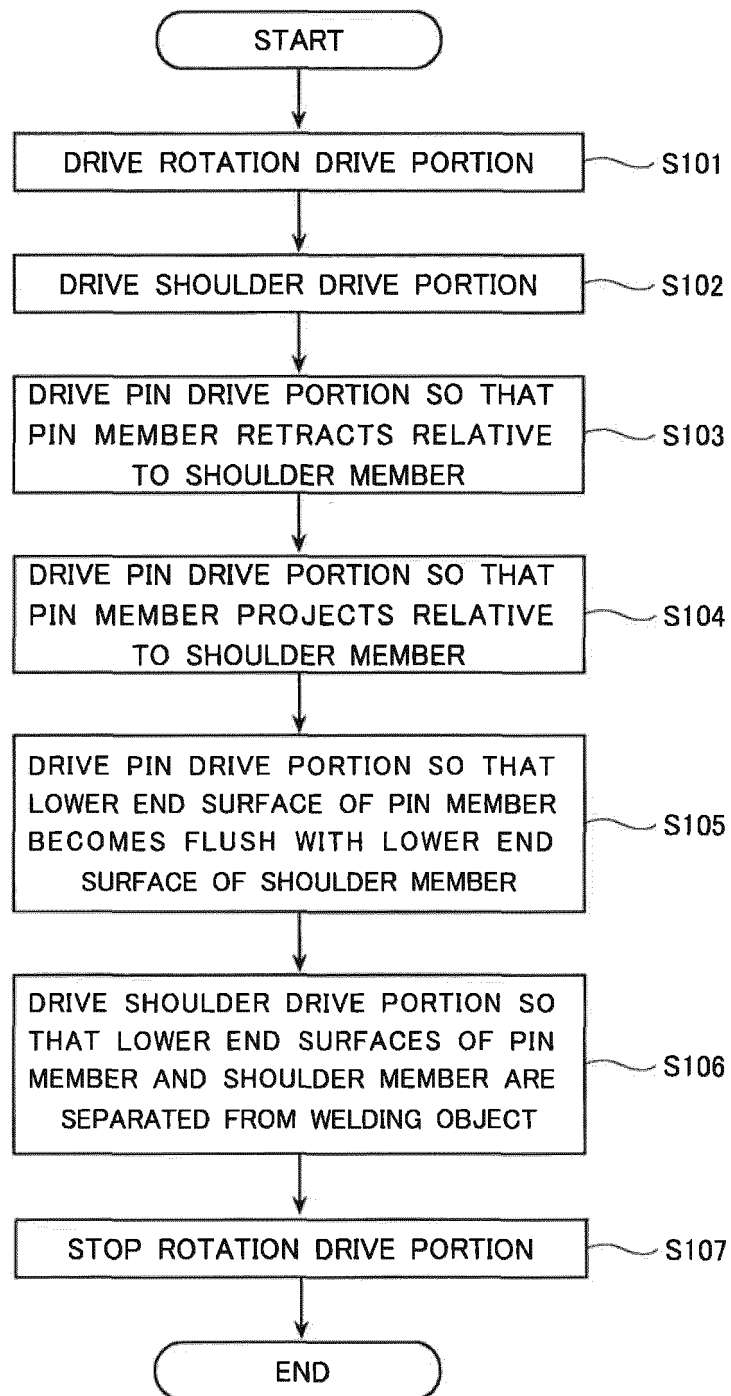 START
DRIVE ROTATION DRIVE PORTION
S101
DRIVE SHOULDER DRIVE PORTION
S102
DRIVE PIN DRIVE PORTION SO THAT
PIN MEMBER RETRACTS RELATIVE
TO SHOULDER MEMBER
S103
DRIVE PIN DRIVE PORTION SO THAT
PIN MEMBER PROJECTS RELATIVE
TO SHOULDER MEMBER
S104
DRIVE PIN DRIVE PORTION SO THAT
LOWER END SURFACE OF PIN MEMBER
BECOMES FLUSH WITH LOWER END
SURFACE OF SHOULDER MEMBER
S105
DRIVE SHOULDER DRIVE PORTION SO
THAT LOWER END SURFACES OF PIN
MEMBER AND SHOULDER MEMBER ARE
SEPARATED FROM WELDING OBJECT
S106
STOP ROTATION DRIVE PORTION
S107
END